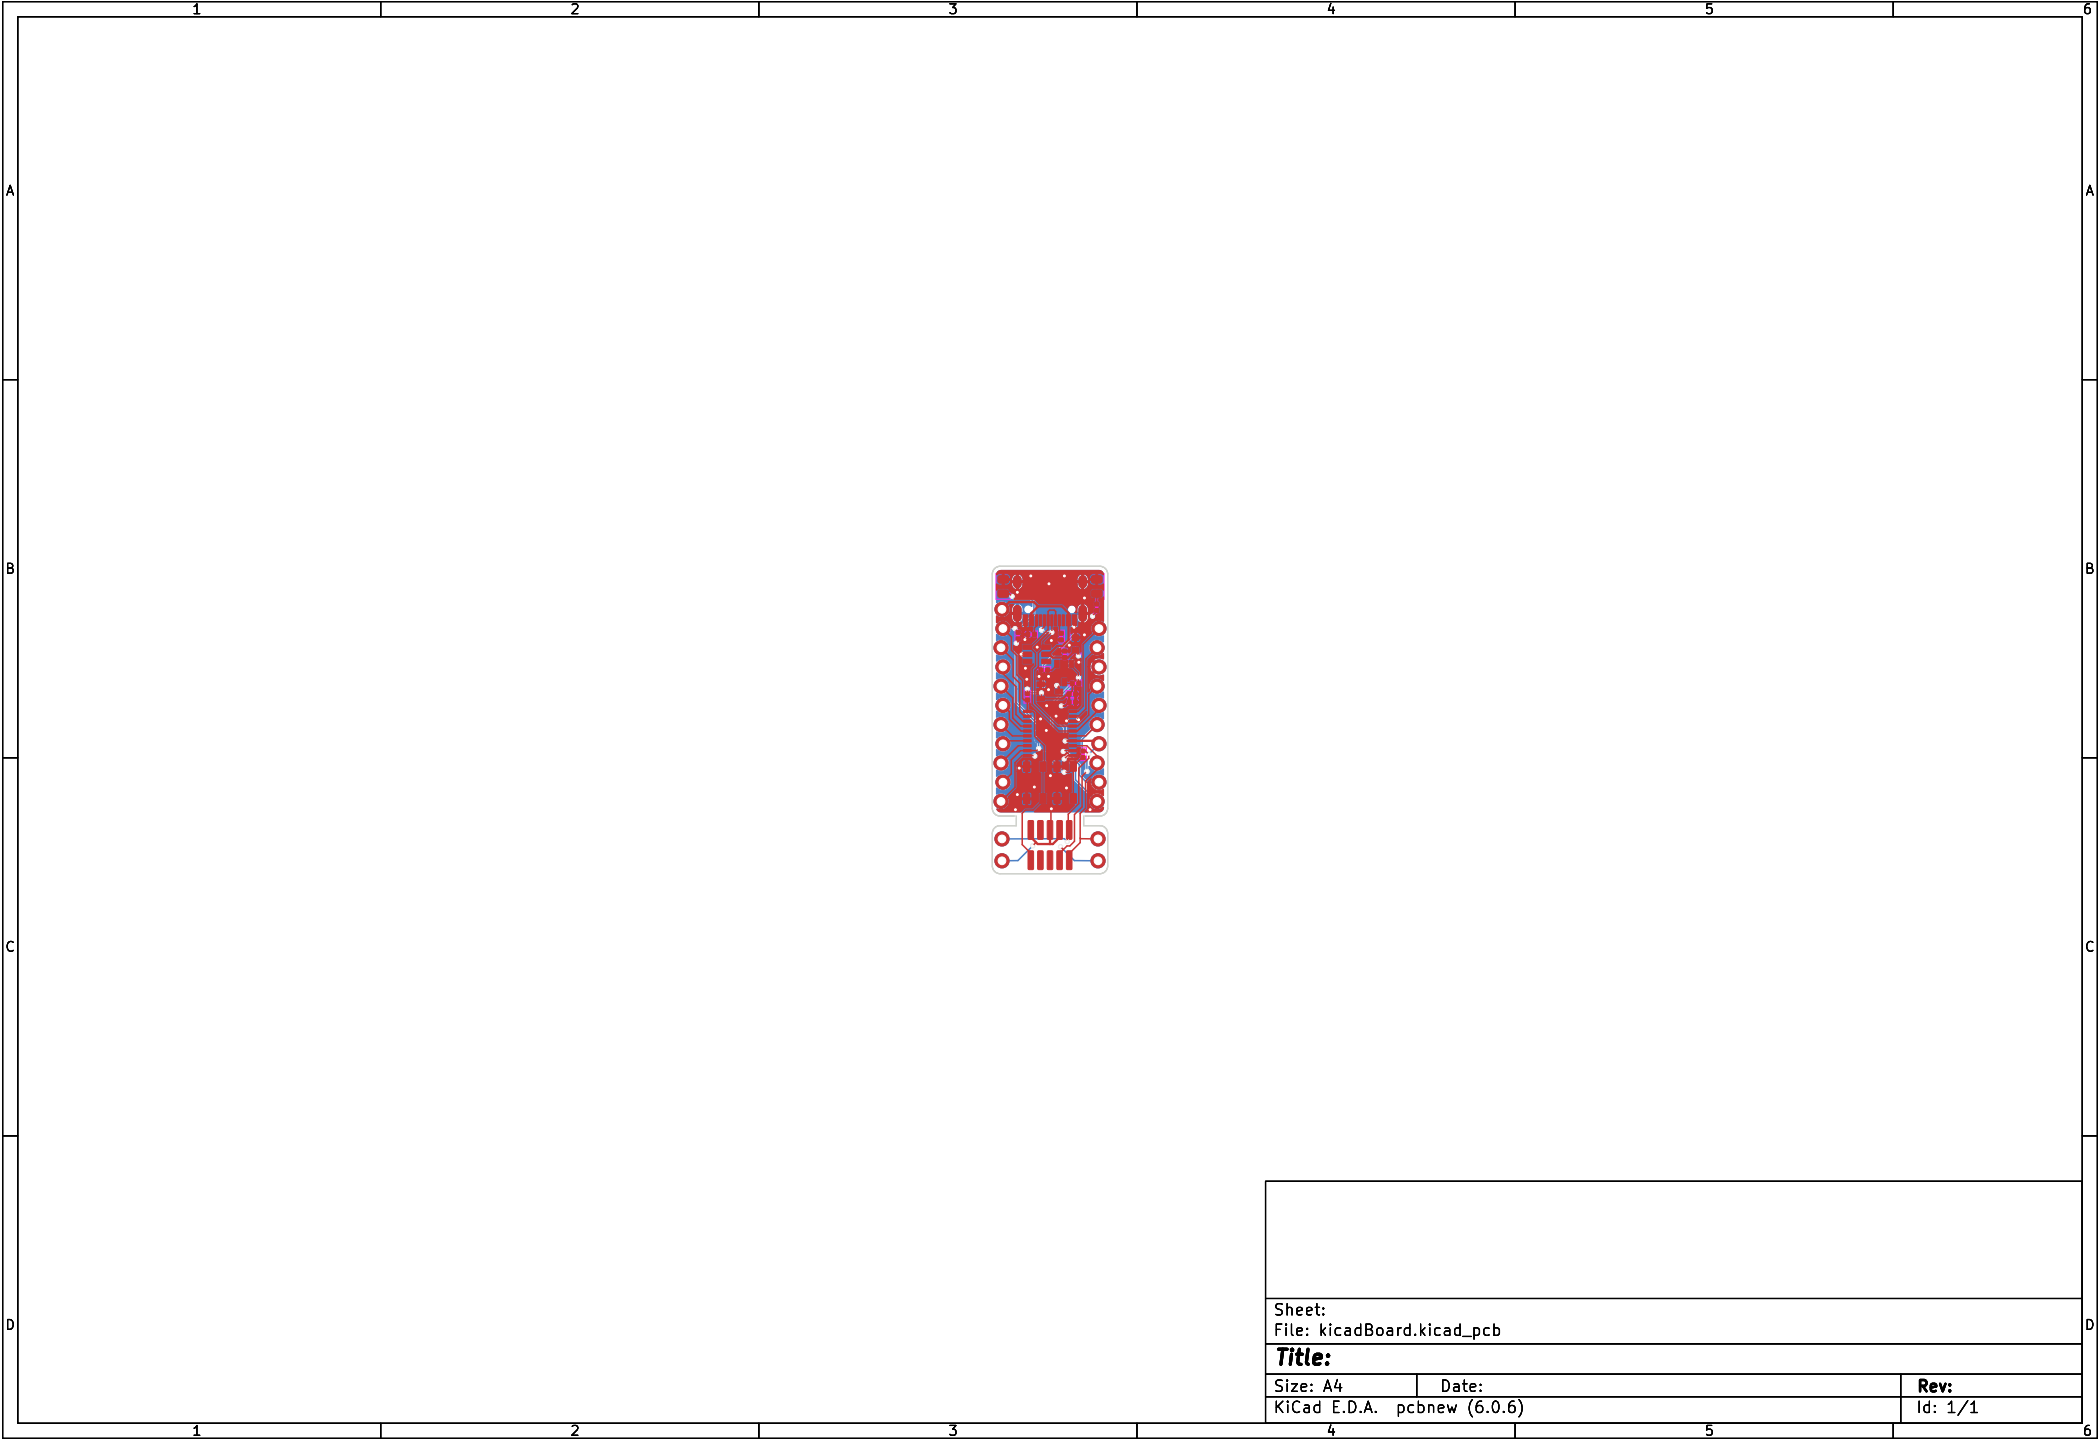 1 2 3 4 5 6
A A
B B
C C
D D
Sheet:
File: kicadBoard.kicad_pcb
Title:
Size: A4 Date: Rev:
KiCad E.D.A. pcbnew (6.0.6) Id: 1/1
1 2 3 4 5 6